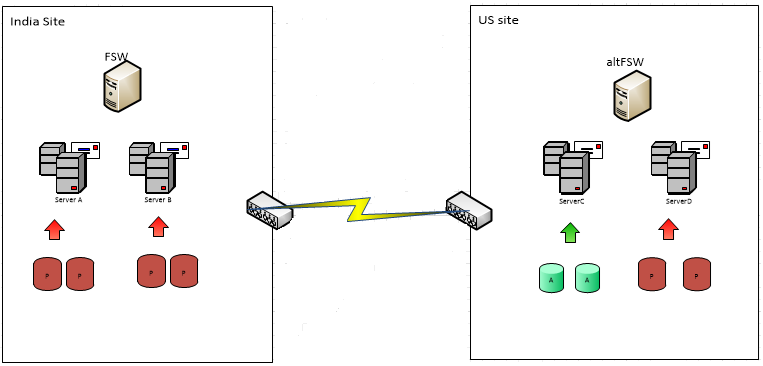 India Site
US site
FSW
altFSW
Server A
Server B
ServerC
ServerD
P
P
P
P
A
A
P
P